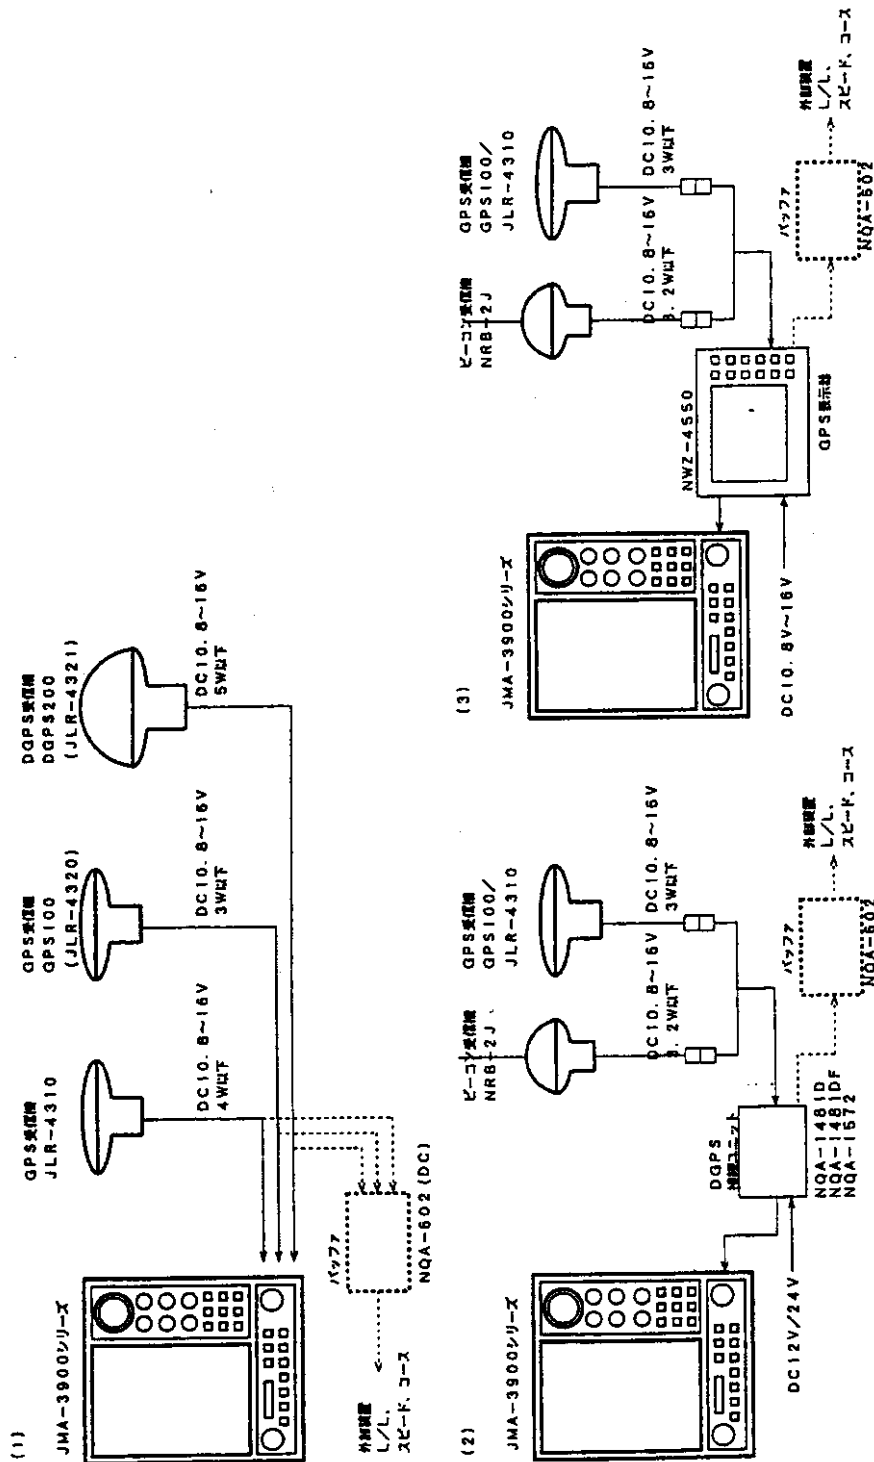 (1)
JMA-3900シリーズ
GPS受信機
JLR-4310
DC10.8~16V
4W以下
GPS受信機
GPS100
(JLR-4320)
DC10.8~16V
3W以下
DGPS受信機
DGPS200
(JLR-4321)
DC10.8~16V
5W以下
バッファ
NQA-602(DC)
外部装置
L/L、
スピード、コース
(2)
JMA-3900シリーズ
DC12V/24V
DGPS
接続ユニット
NQA-1481D
NQA-1481DF
NQA-1572
ビーコン受信機
NRB-2J
DC10.8~16V
3.2W以下
GPS受信機
GPS100/
JLR-4310
DC10.8~16V
3W以下
バッファ
NQA-602
外部装置
L/L、
スピード、コース
(3)
JMA-3900シリーズ
DC10.8V~16V
NWZ-4550
GPS表示器
ビーコン受信機
NRB-2J
DC10.8~16V
3.2W以下
GPS受信機
GPS100/
JLR-4310
DC10.8~16V
3W以下
バッファ
NQA-602
外部装置
L/L、
スピード、コース